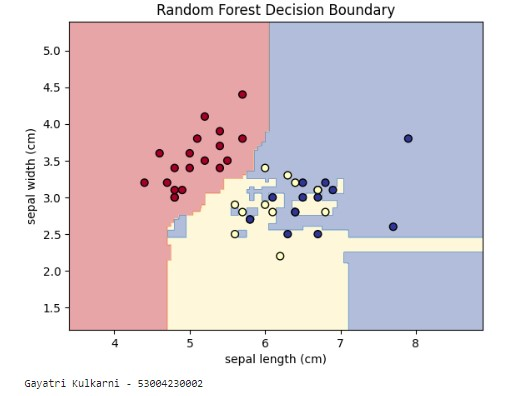 Random Forest Decision Boundary
5.0
4.5
4.0
3.5
3.0
2.5
2.0
1.5
sepal width (cm)
4 5 6 7 8
sepal length (cm)
Gayatri Kulkarni - 53004230002